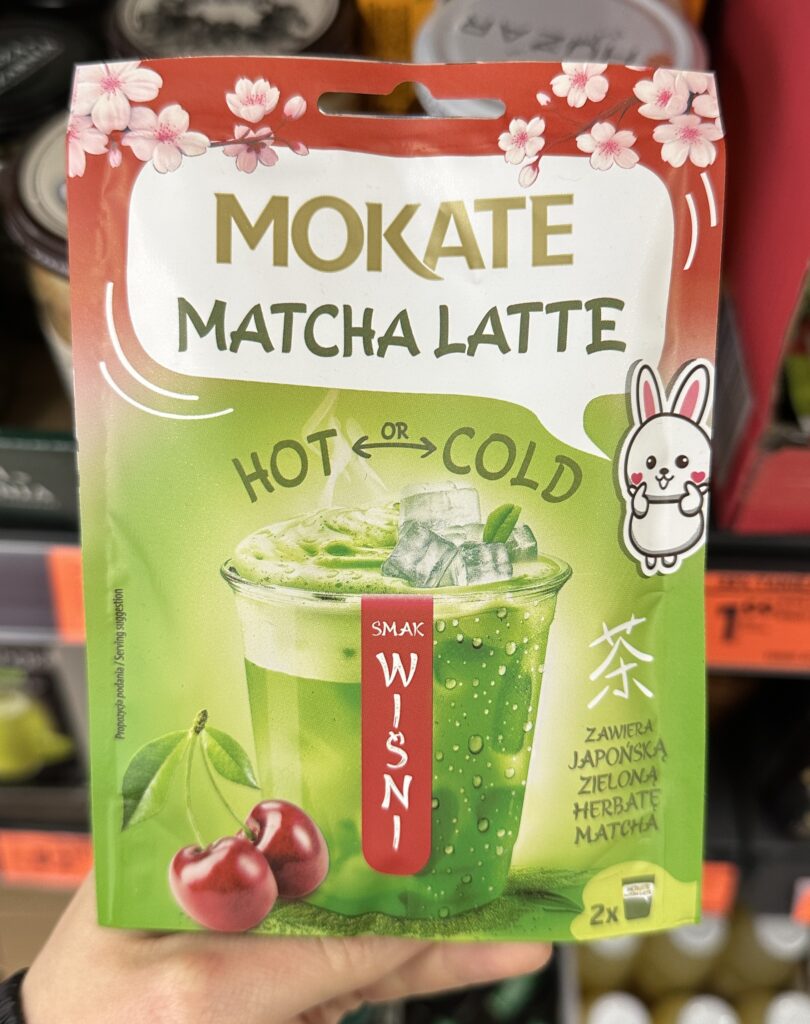 MOKATE
MATCHA LATTE
HOT OR COLD
SMAK
WIŚNI
茶
ZAWIERA
JAPOŃSKĄ
ZIELONĄ
HERBATĘ
MATCHA
Propozycja podania / Serving suggestion
2x
MOKATE